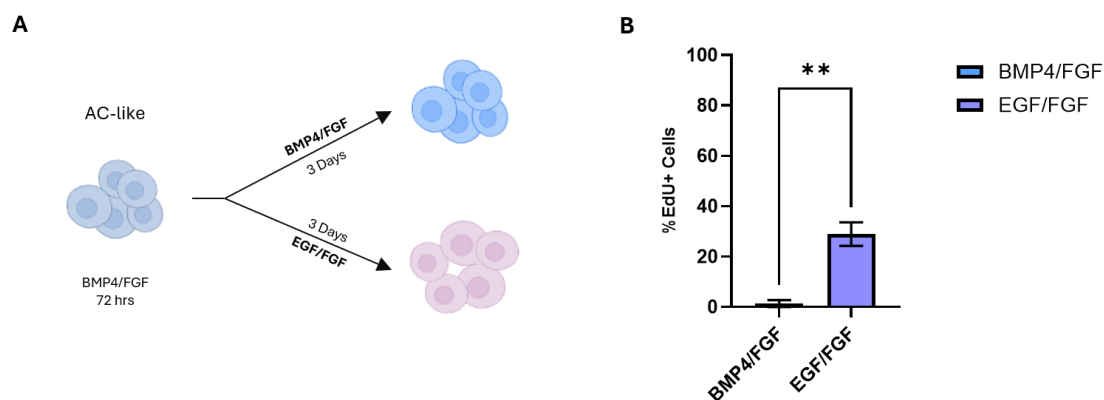 A
AC-like
BMP4/FGF
72 hrs
BMP4/FGF
3 Days
3 Days
EGF/FGF
B
%EdU+ Cells
100
80
60
40
20
0
**
BMP4/FGF
EGF/FGF
BMP4/FGF
EGF/FGF